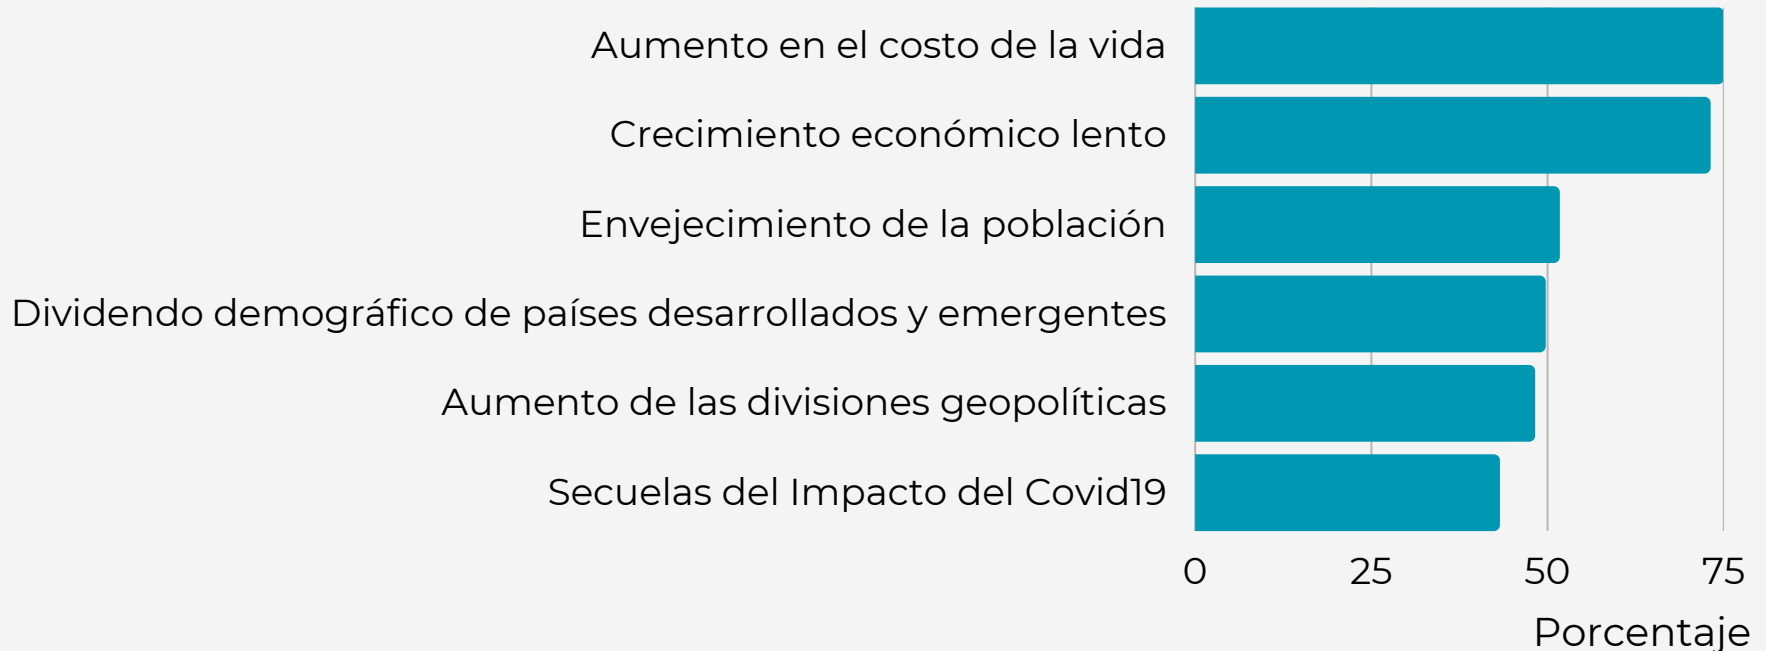 Aumento en el costo de la vida
Crecimiento económico lento
Envejecimiento de la población
Dividendo demográfico de países desarrollados y emergentes
Aumento de las divisiones geopolíticas
Secuelas del Impacto del Covid19
0 25 50 75
Porcentaje